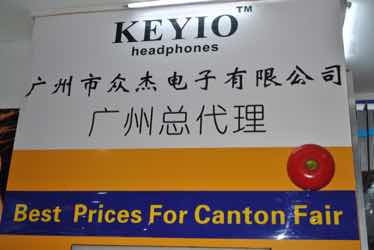 KEYIO™
headphones
广州市众杰电子有限公司
广州总代理
Best Prices For Canton Fair